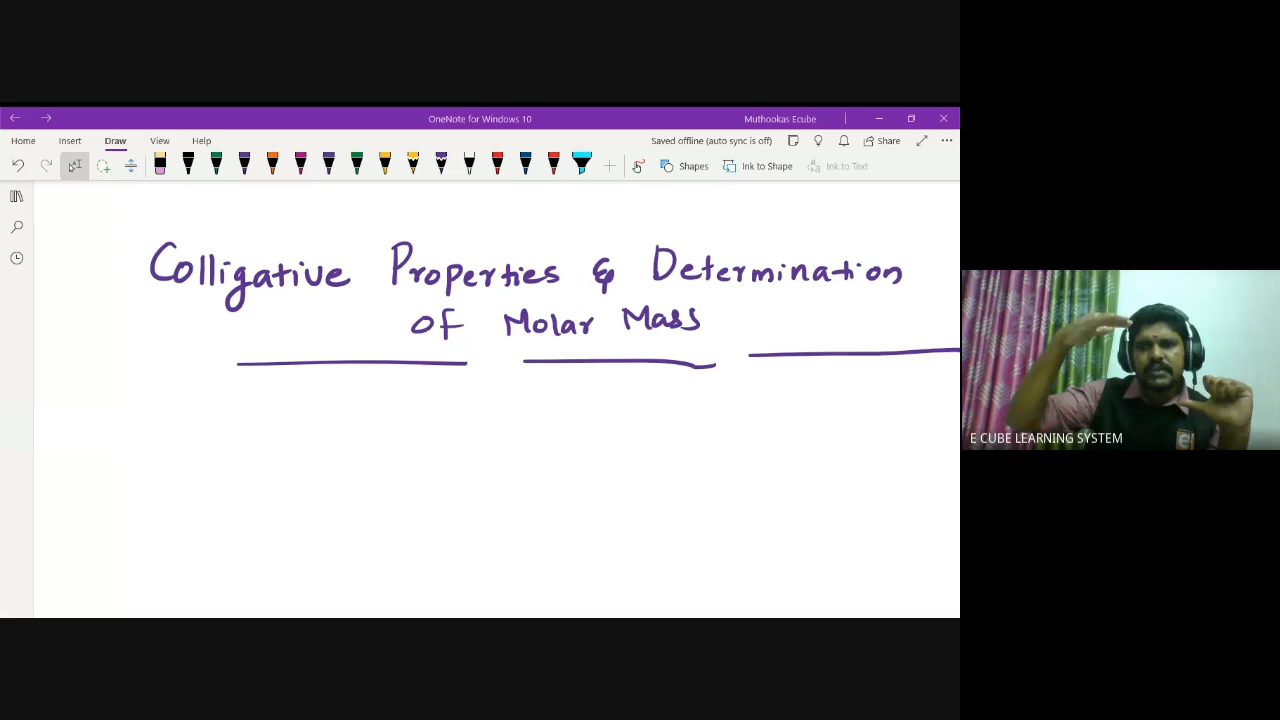 OneNote for Windows 10
Muthookas Ecube
Home Insert Draw View Help
Saved offline (auto sync is off)
Share
Shapes
Ink to Shape
Ink to Text
Colligative Properties & Determination
of Molar Mass
E CUBE LEARNING SYSTEM